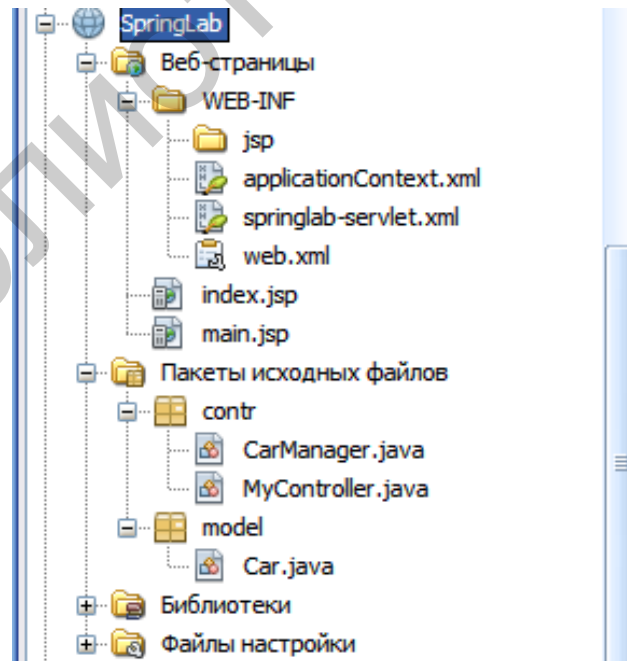 SpringLab
Веб-страницы
WEB-INF
jsp
applicationContext.xml
springlab-servlet.xml
web.xml
index.jsp
main.jsp
Пакеты исходных файлов
contr
CarManager.java
MyController.java
model
Car.java
Библиотеки
Файлы настройки